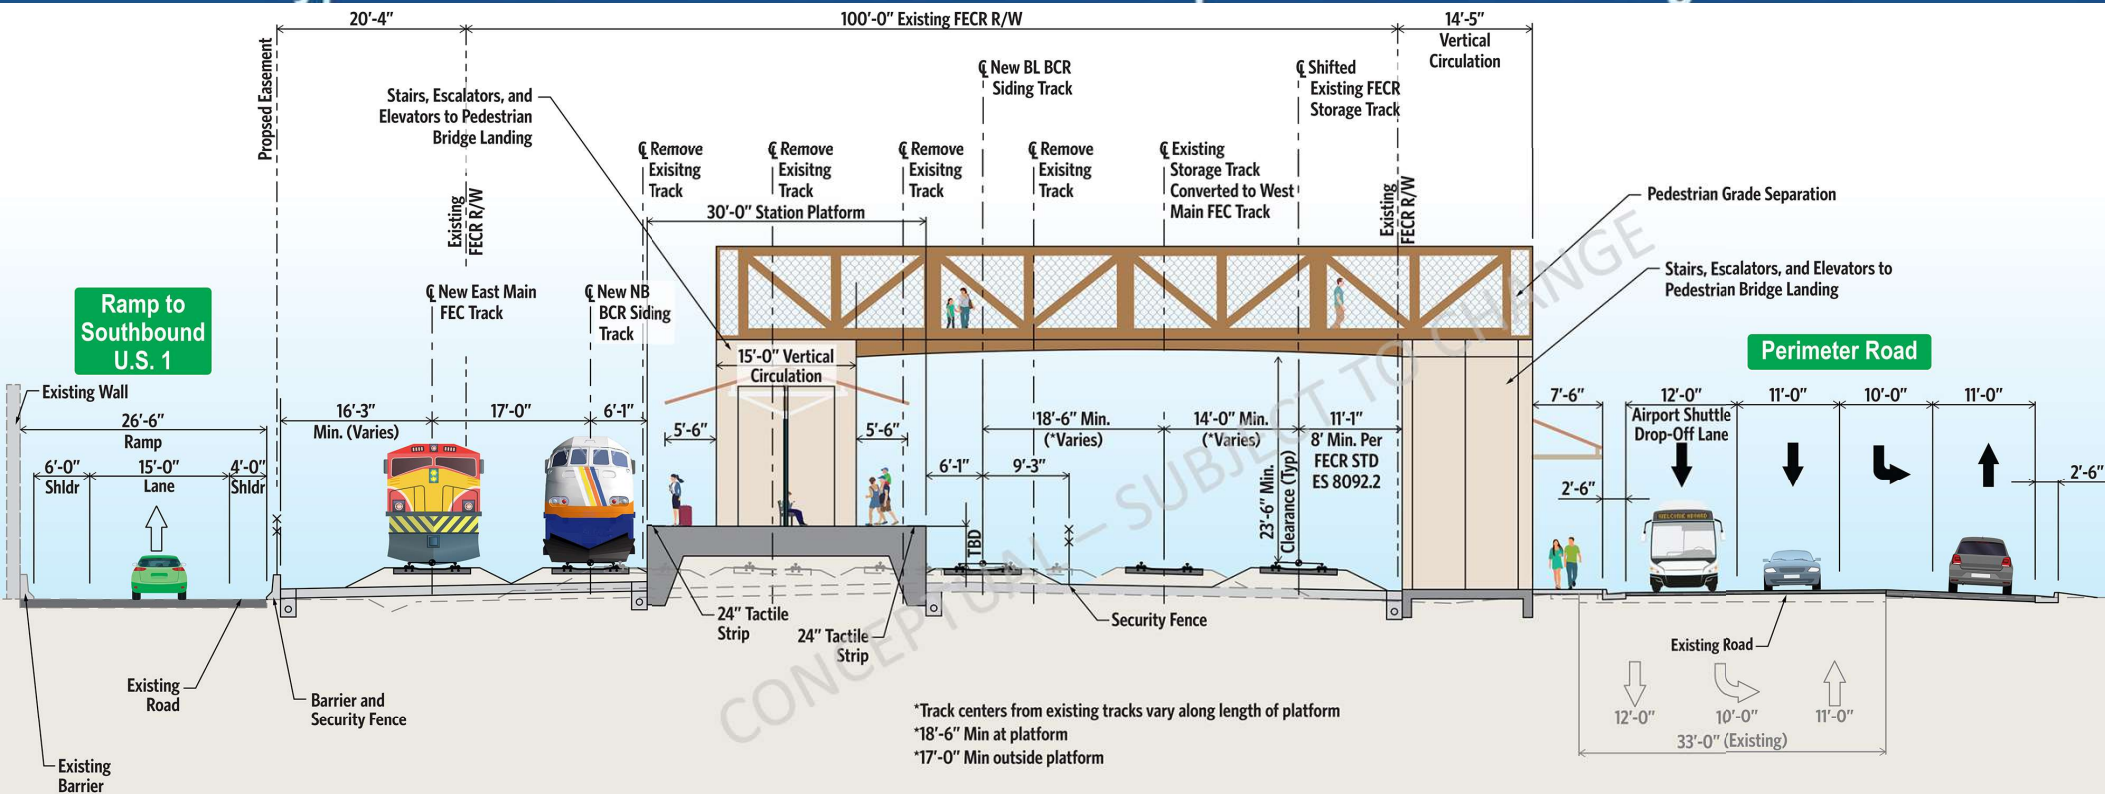 20'-4"
100'-0" Existing FECR R/W
14'-5"
Vertical
Circulation
Propsed Easement
Existing
FECR R/W
Stairs, Escalators, and
Elevators to Pedestrian
Bridge Landing
℄ Remove
Exisitng
Track
℄ Remove
Exisitng
Track
℄ Remove
Exisitng
Track
℄ New BL BCR
Siding Track
℄ Remove
Exisitng
Track
℄ Existing
Storage Track
Converted to West
Main FEC Track
℄ Shifted
Existing FECR
Storage Track
Existing
FECR R/W
30'-0" Station Platform
Pedestrian Grade Separation
Stairs, Escalators, and Elevators to
Pedestrian Bridge Landing
℄ New East Main
FEC Track
℄ New NB
BCR Siding
Track
Ramp to
Southbound
U.S. 1
Perimeter Road
15'-0" Vertical
Circulation
Existing Wall
26'-6"
Ramp
6'-0"
Shldr
15'-0"
Lane
4'-0"
Shldr
16'-3"
Min. (Varies)
17'-0"
6'-1"
5'-6"
5'-6"
6'-1"
9'-3"
18'-6" Min.
(*Varies)
14'-0" Min.
(*Varies)
11'-1"
8' Min. Per
FECR STD
ES 8092.2
23'-6" Min.
Clearance (Typ)
TBD
7'-6"
2'-6"
12'-0"
Airport Shuttle
Drop-Off Lane
11'-0"
10'-0"
11'-0"
2'-6"
24" Tactile
Strip
24" Tactile
Strip
Security Fence
Existing
Road
Barrier and
Security Fence
Existing
Barrier
Existing Road
12'-0"
10'-0"
11'-0"
33'-0" (Existing)
*Track centers from existing tracks vary along length of platform
*18'-6" Min at platform
*17'-0" Min outside platform
CONCEPTUAL – SUBJECT TO CHANGE